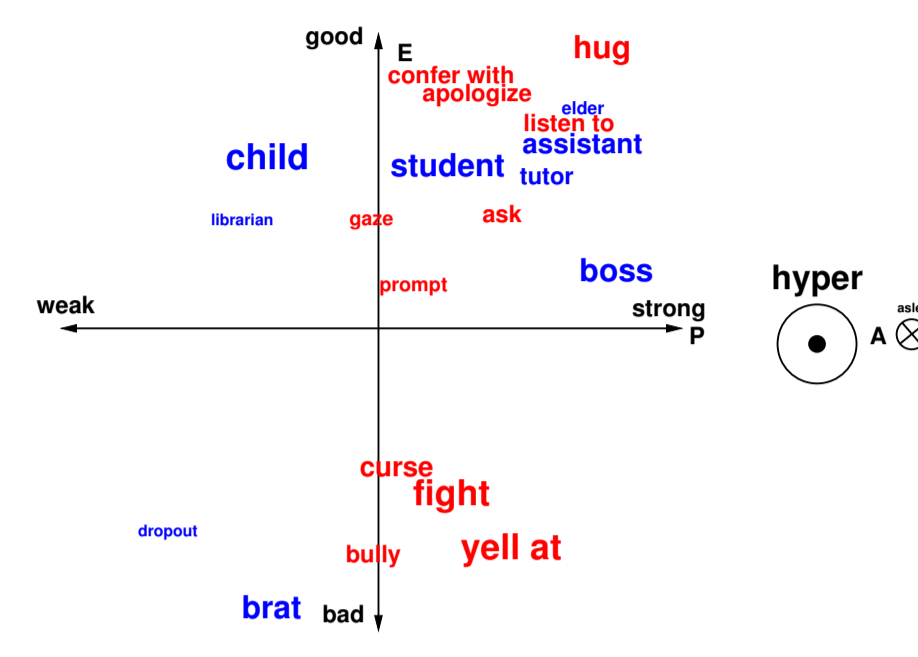 good
E
hug
confer with
apologize
elder
listen to
assistant
child
student
tutor
librarian
gaze
ask
boss
prompt
hyper
weak
strong
P
A
curse
fight
dropout
bully
yell at
brat
bad